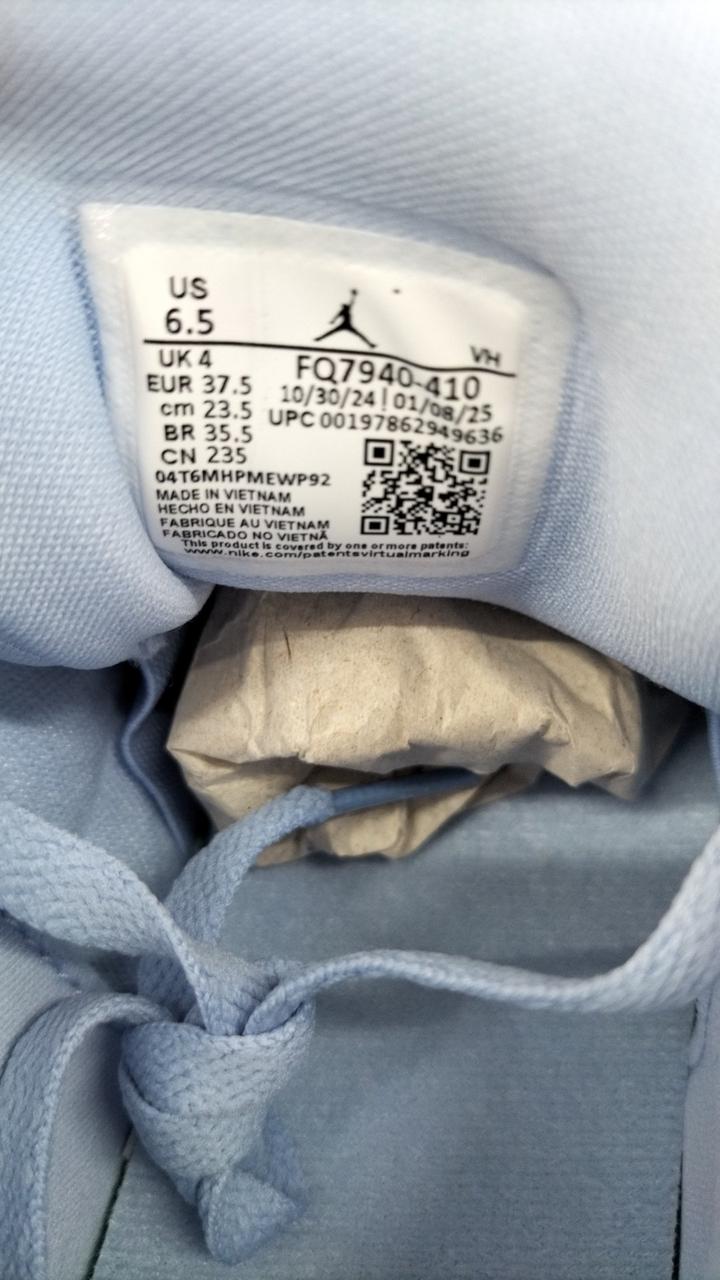 US
6.5
VH
UK 4
EUR 37.5
cm 23.5
BR 35.5
CN 235
FQ7940-410
10/30/24 | 01/08/25
UPC 00197862949636
04T6MHPMEWP92
MADE IN VIETNAM
HECHO EN VIETNAM
FABRIQUE AU VIETNAM
FABRICADO NO VIETNÃ
This product is covered by one or more patents:
www.nike.com/patentsvirtualmarking